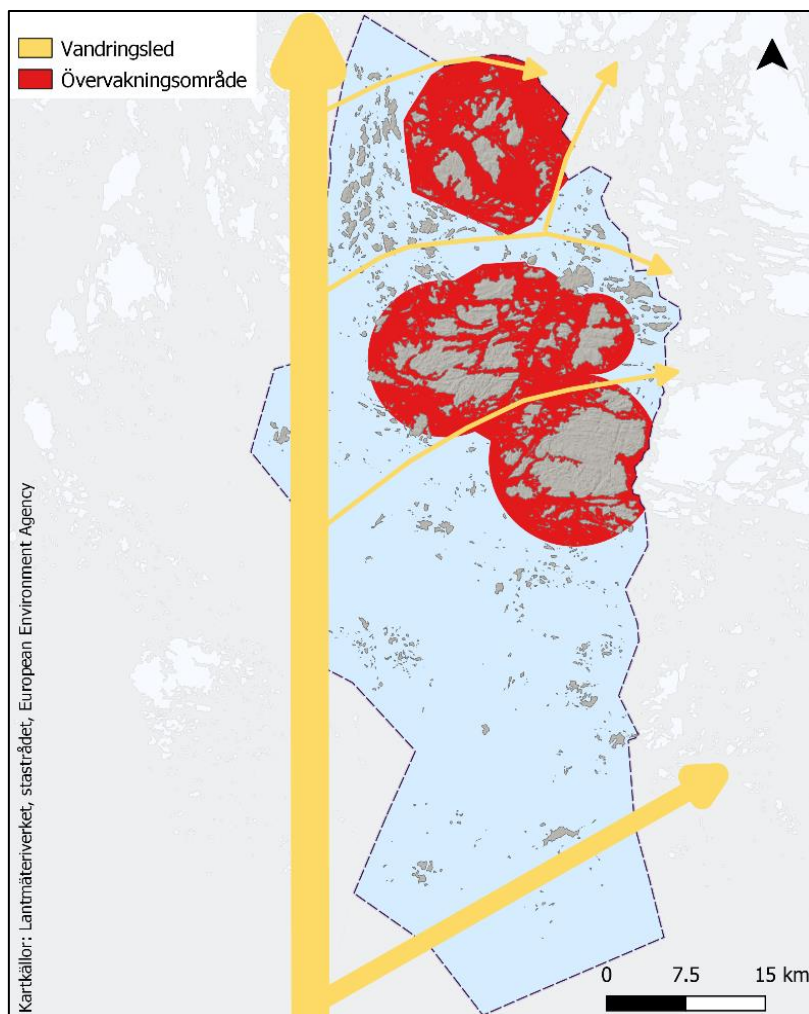 Vandringsled
Övervakningsområde
Kartkällor: Lantmäteriverket, stastrådet, European Environment Agency
0 7.5 15 km